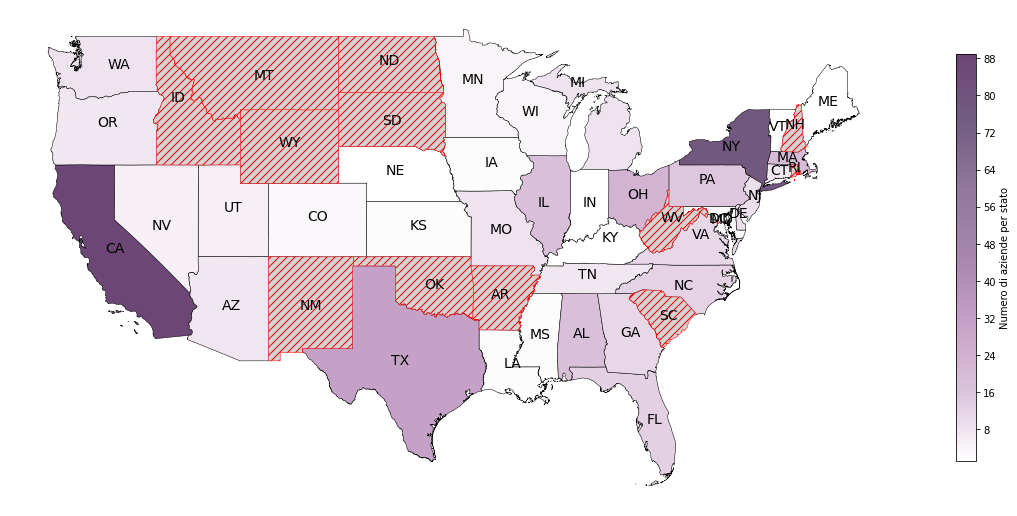 WA
MT
ND
MN
MI
ME
ID
OR
SD
WI
VT
NH
WY
NY
MA
CT
RI
NE
IA
PA
NV
UT
CO
KS
MO
IL
IN
OH
NJ
DE
WV
VA
KY
CA
AZ
NM
OK
AR
TN
NC
SC
TX
LA
MS
AL
GA
FL
88
80
72
64
56
48
40
32
24
16
8
Numero di aziende per stato